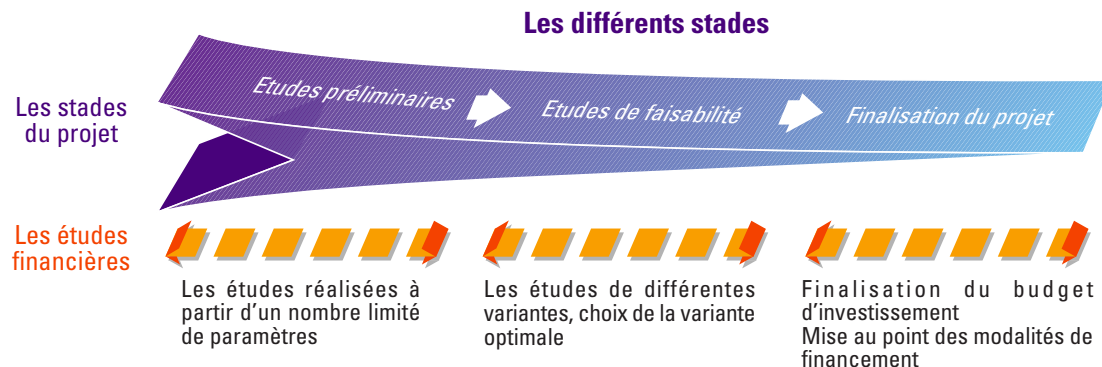 Les différents stades
Les stades
du projet
Etudes préliminaires
Etudes de faisabilité
Finalisation du projet
Les études
financières
Les études réalisées à
partir d'un nombre limité
de paramètres
Les études de différentes
variantes, choix de la variante
optimale
Finalisation du budget
d'investissement
Mise au point des modalités de
financement